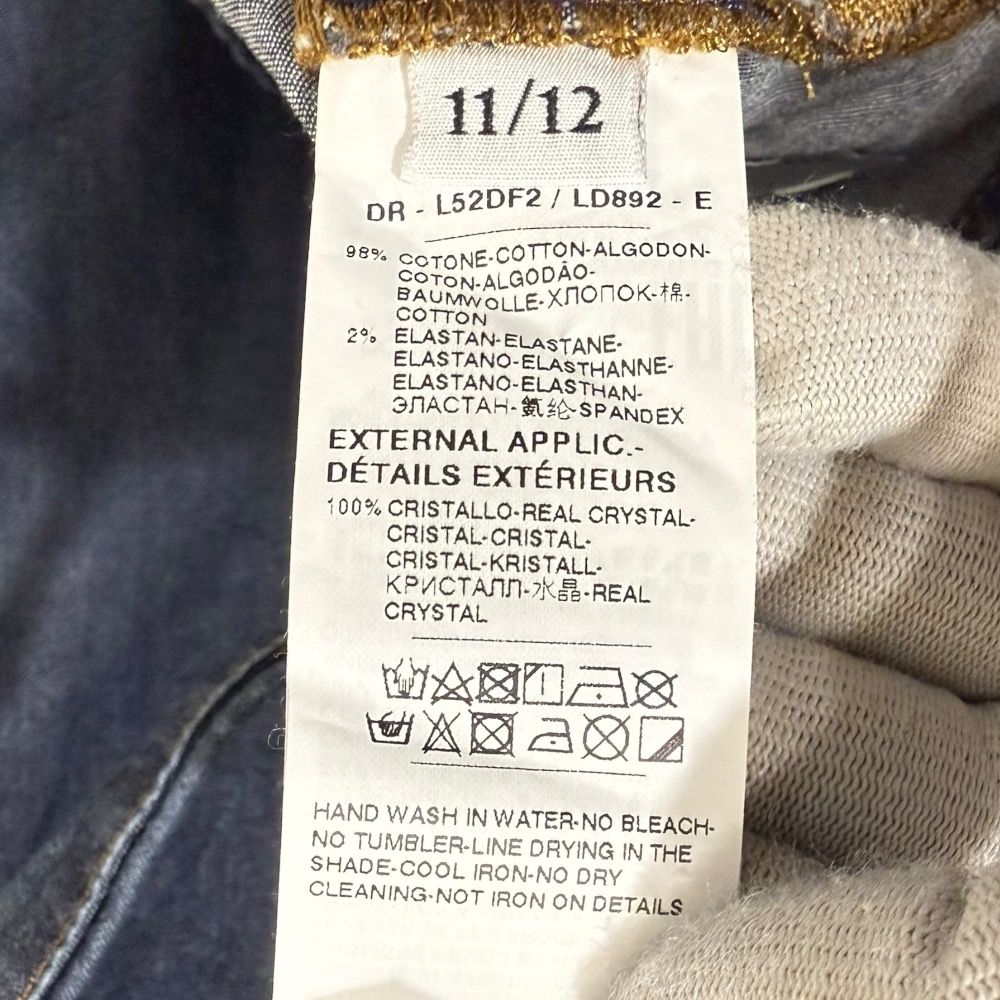 11/12
DR - L52DF2 / LD892 - E
98% COTONE-COTTON-ALGODON-
COTON-ALGODÃO-
BAUMWOLLE-ХЛОПОК-棉-
COTTON
2% ELASTAN-ELASTANE-
ELASTANO-ELASTHANNE-
ELASTANO-ELASTHAN-
ЭЛАСТАН-氨纶-SPANDEX
EXTERNAL APPLIC.-
DÉTAILS EXTÉRIEURS
100% CRISTALLO-REAL CRYSTAL-
CRISTAL-CRISTAL-
CRISTAL-KRISTALL-
КРИСТАЛЛ-水晶-REAL
CRYSTAL
HAND WASH IN WATER-NO BLEACH-
NO TUMBLER-LINE DRYING IN THE
SHADE-COOL IRON-NO DRY
CLEANING-NOT IRON ON DETAILS